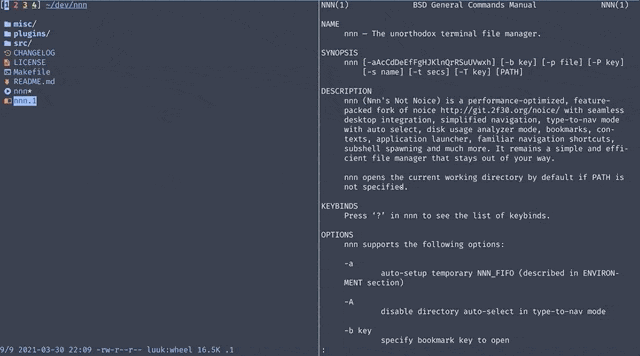 [1 2 3 4] ~/dev/nnn
misc/
plugins/
src/
CHANGELOG
LICENSE
Makefile
README.md
nnn*
nnn.1
9/9 2021-03-30 22:09 -rw-r--r-- luuk:wheel 16.5K .1
NNN(1) BSD General Commands Manual NNN(1)
NAME
nnn — The unorthodox terminal file manager.
SYNOPSIS
nnn [-aAcCdDeEfFgHJKlnQrRSuUVwxh] [-b key] [-p file] [-P key]
[-s name] [-t secs] [-T key] [PATH]
DESCRIPTION
nnn (Nnn's Not Noice) is a performance-optimized, feature-
packed fork of noice http://git.2f30.org/noice/ with seamless
desktop integration, simplified navigation, type-to-nav mode
with auto select, disk usage analyzer mode, bookmarks, con-
texts, application launcher, familiar navigation shortcuts,
subshell spawning and much more. It remains a simple and effi-
cient file manager that stays out of your way.
nnn opens the current working directory by default if PATH is
not specified.
KEYBINDS
Press '?' in nnn to see the list of keybinds.
OPTIONS
nnn supports the following options:
-a
auto-setup temporary NNN_FIFO (described in ENVIRON-
MENT section)
-A
disable directory auto-select in type-to-nav mode
-b key
specify bookmark key to open
: